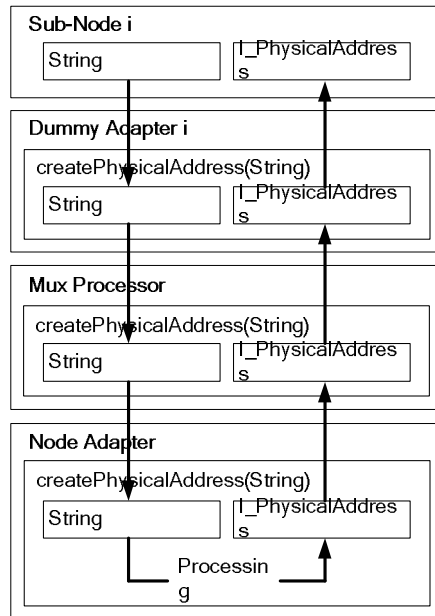 Sub-Node i
String
I_PhysicalAddres
s
Dummy Adapter i
createPhysicalAddress(String)
String
I_PhysicalAddres
s
Mux Processor
createPhysicalAddress(String)
String
I_PhysicalAddres
s
Node Adapter
createPhysicalAddress(String)
String
I_PhysicalAddres
s
Processin
g